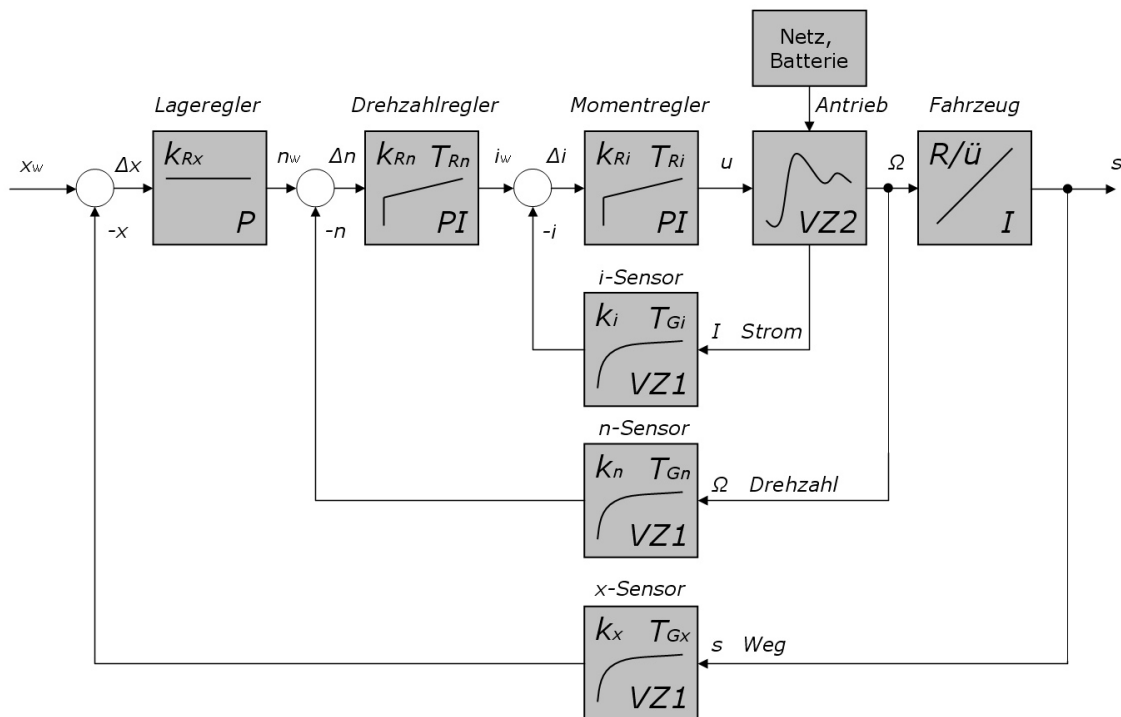 Netz,
Batterie
Lageregler
Drehzahlregler
Momentregler
Antrieb
Fahrzeug
xw
Δx
kRx
P
nw
Δn
kRn TRn
PI
iw
Δi
kRi TRi
PI
u
VZ2
Ω
R/ü
I
s
-x
-n
-i
i-Sensor
ki TGi
VZ1
I Strom
n-Sensor
kn TGn
VZ1
Ω Drehzahl
x-Sensor
kx TGx
VZ1
s Weg